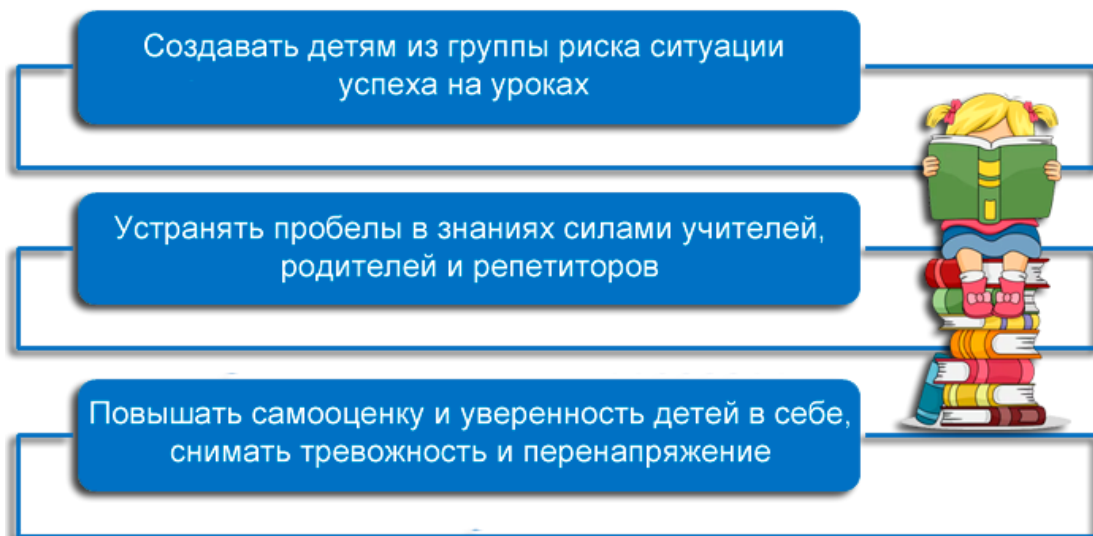 Создавать детям из группы риска ситуации
успеха на уроках
Устранять пробелы в знаниях силами учителей,
родителей и репетиторов
Повышать самооценку и уверенность детей в себе,
снимать тревожность и перенапряжение